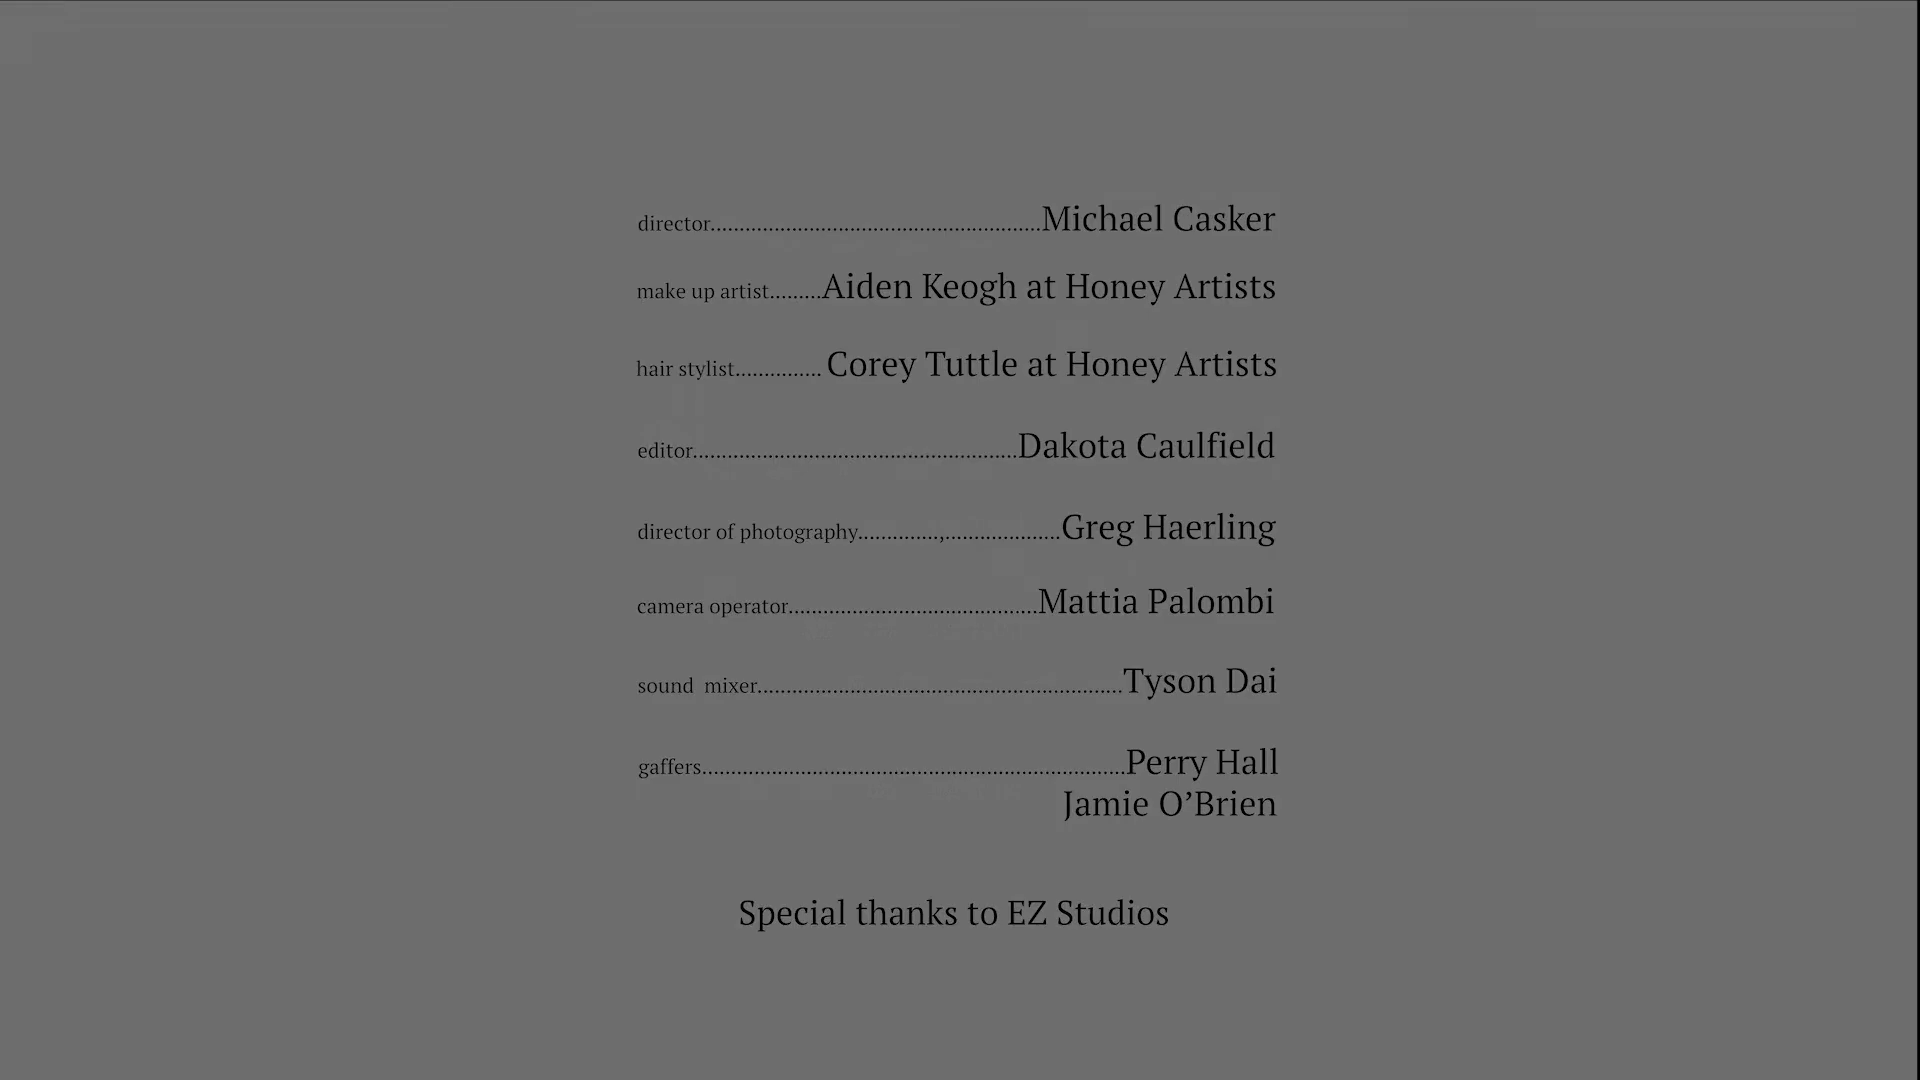 director.........................................................Michael Casker
make up artist.........Aiden Keogh at Honey Artists
hair stylist............... Corey Tuttle at Honey Artists
editor........................................................Dakota Caulfield
director of photography..............,....................Greg Haerling
camera operator...........................................Mattia Palombi
sound  mixer...............................................................Tyson Dai
gaffers.........................................................................Perry Hall
Jamie O’Brien
Special thanks to EZ Studios